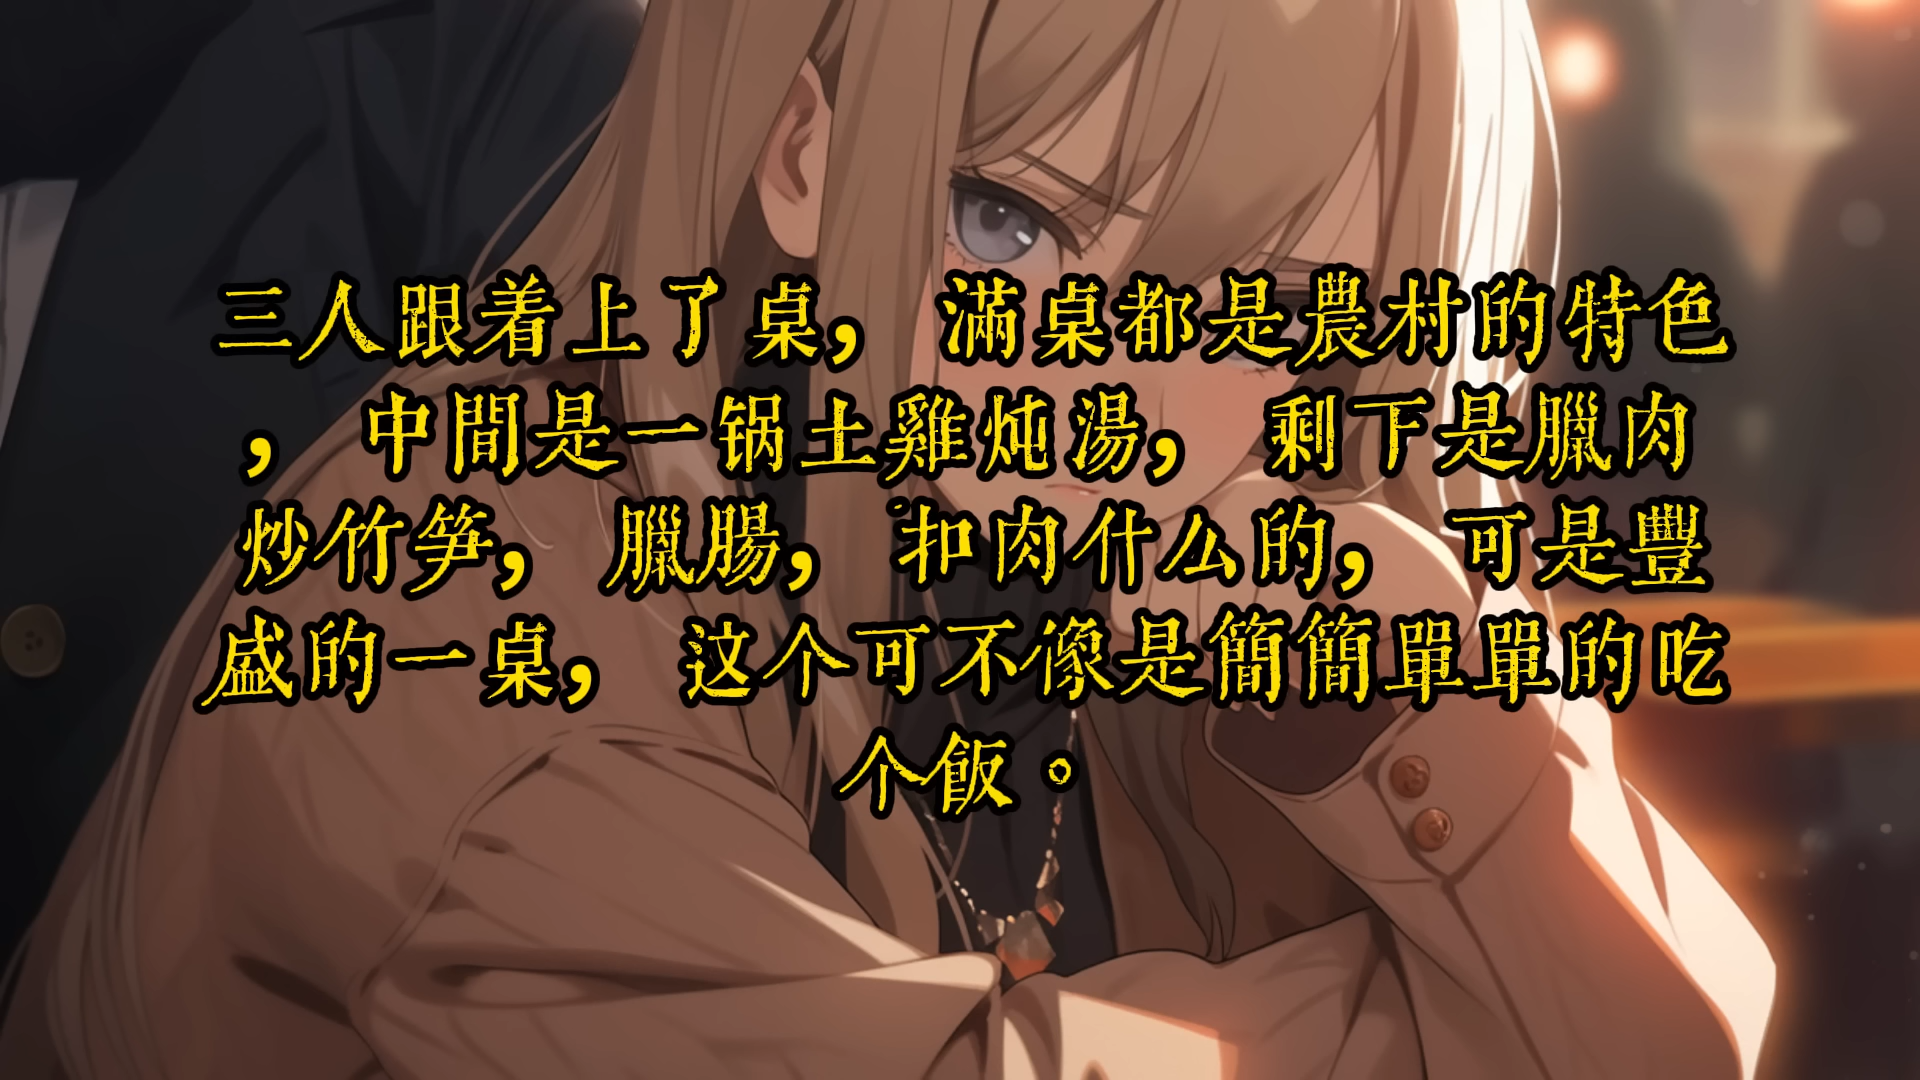 三人跟着上了桌， 滿桌都是農村的特色
， 中間是一锅土雞炖湯， 剩下是臘肉
炒竹笋， 臘腸， 扣肉什么的， 可是豐
盛的一桌， 这个可不像是簡簡單單的吃
个飯。